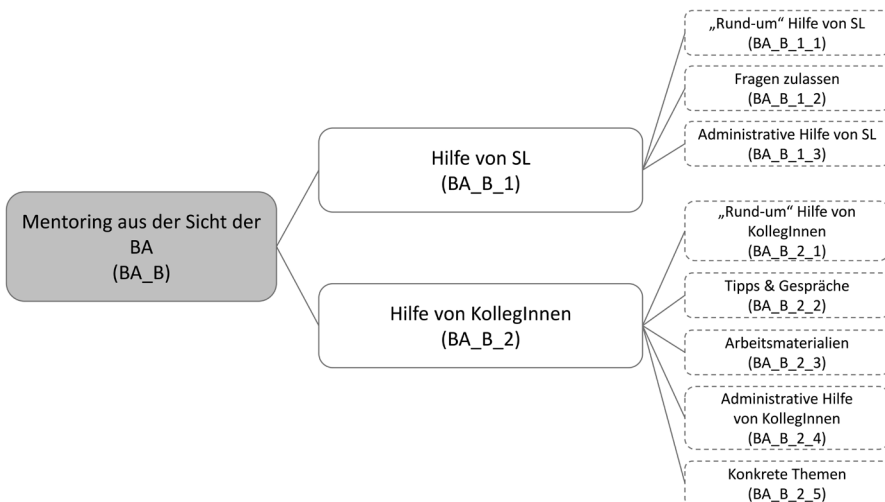 Mentoring aus der Sicht der
BA
(BA_B)
Hilfe von SL
(BA_B_1)
„Rund-um“ Hilfe von SL
(BA_B_1_1)
Fragen zulassen
(BA_B_1_2)
Administrative Hilfe von SL
(BA_B_1_3)
Hilfe von KollegInnen
(BA_B_2)
„Rund-um“ Hilfe von
KollegInnen
(BA_B_2_1)
Tipps & Gespräche
(BA_B_2_2)
Arbeitsmaterialien
(BA_B_2_3)
Administrative Hilfe
von KollegInnen
(BA_B_2_4)
Konkrete Themen
(BA_B_2_5)